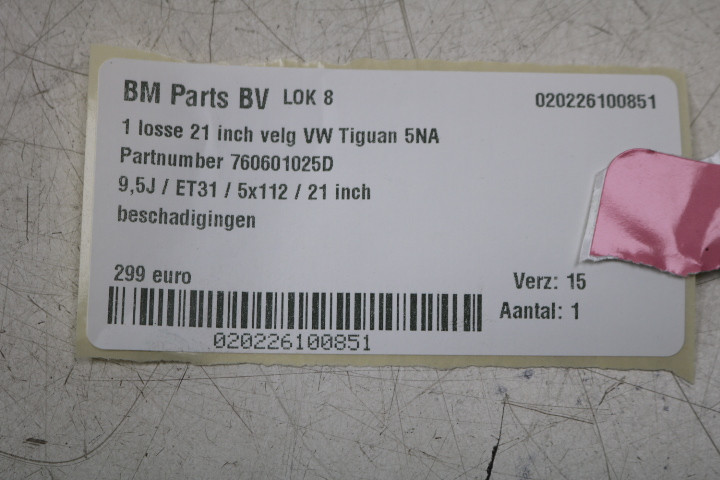 BM Parts BV LOK 8 020226100851
1 losse 21 inch velg VW Tiguan 5NA
Partnumber 760601025D
9,5J / ET31 / 5x112 / 21 inch
beschadigingen
299 euro Verz: 15
Aantal: 1
020226100851